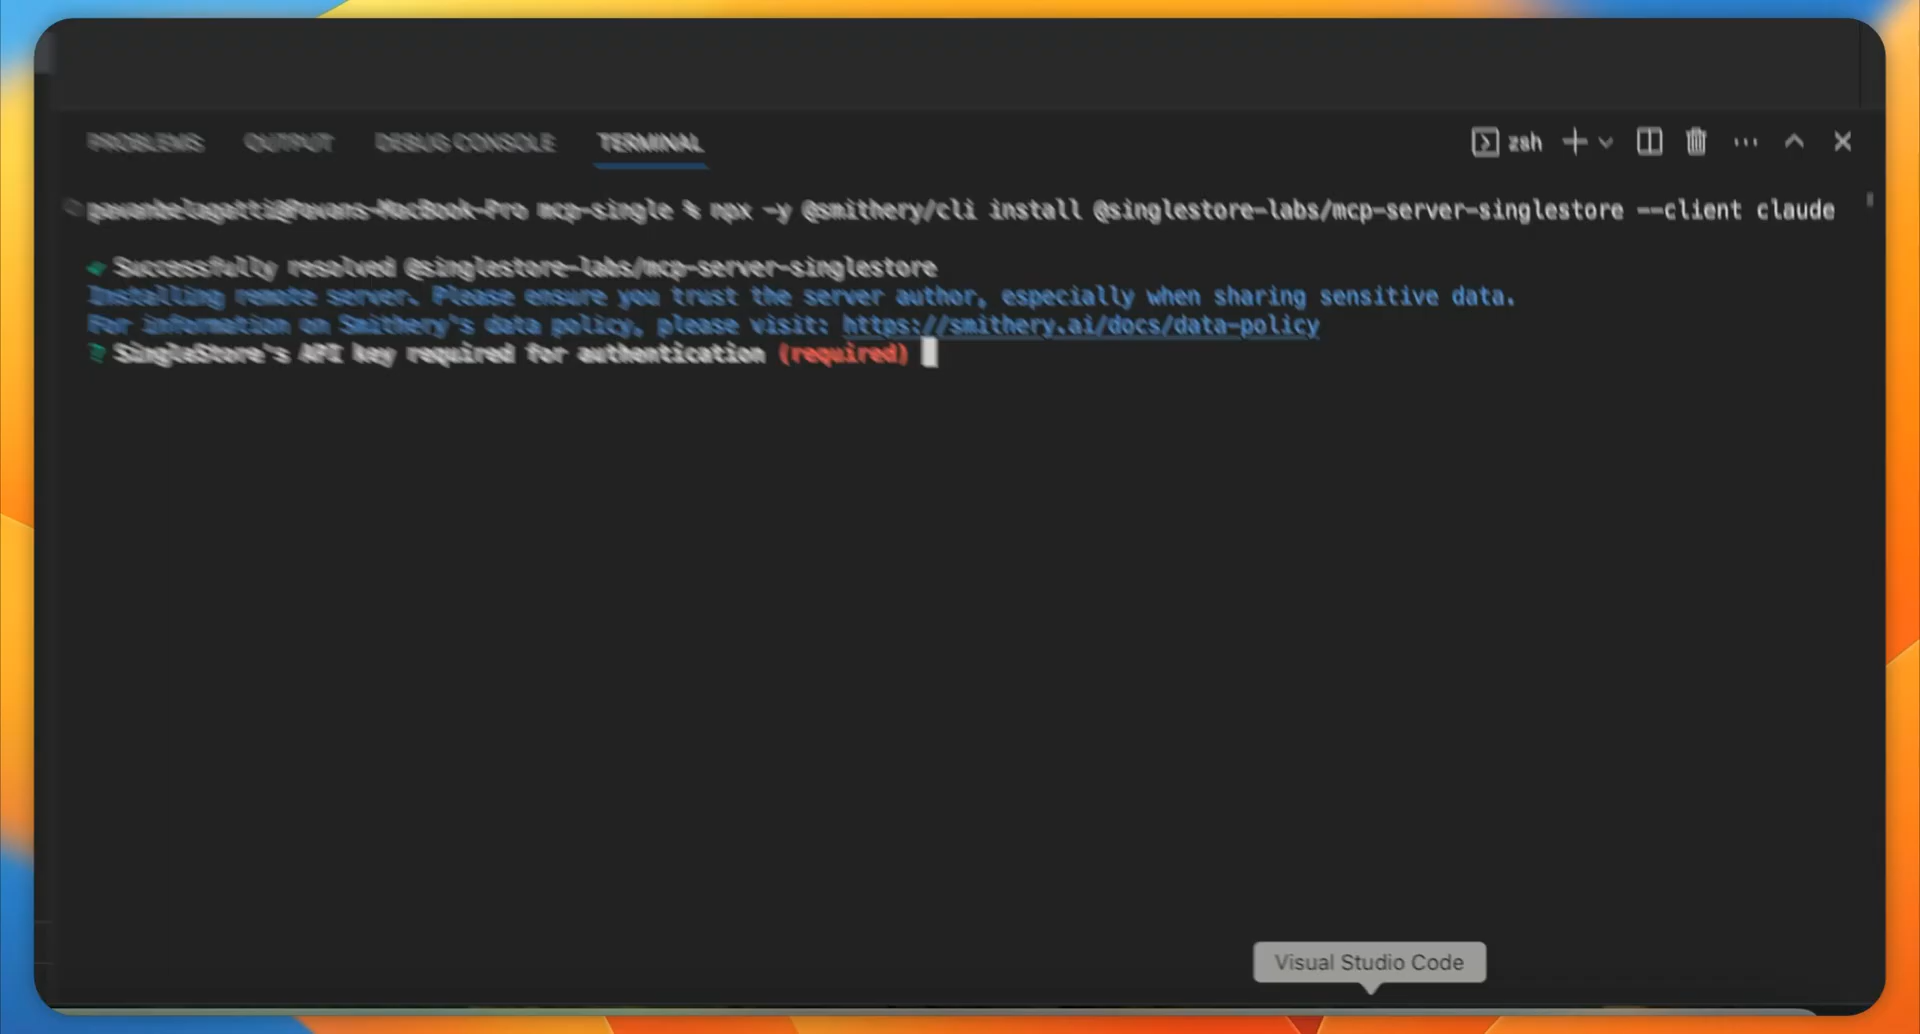 PROBLEMS OUTPUT DEBUG CONSOLE TERMINAL zsh
pavanbelagatti@Pavans-MacBook-Pro mcp-single % npx -y @smithery/cli install @singlestore-labs/mcp-server-singlestore --client claude
✔ Successfully resolved @singlestore-labs/mcp-server-singlestore
Installing remote server. Please ensure you trust the server author, especially when sharing sensitive data.
For information on Smithery's data policy, please visit: https://smithery.ai/docs/data-policy
? SingleStore's API key required for authentication (required)
Visual Studio Code